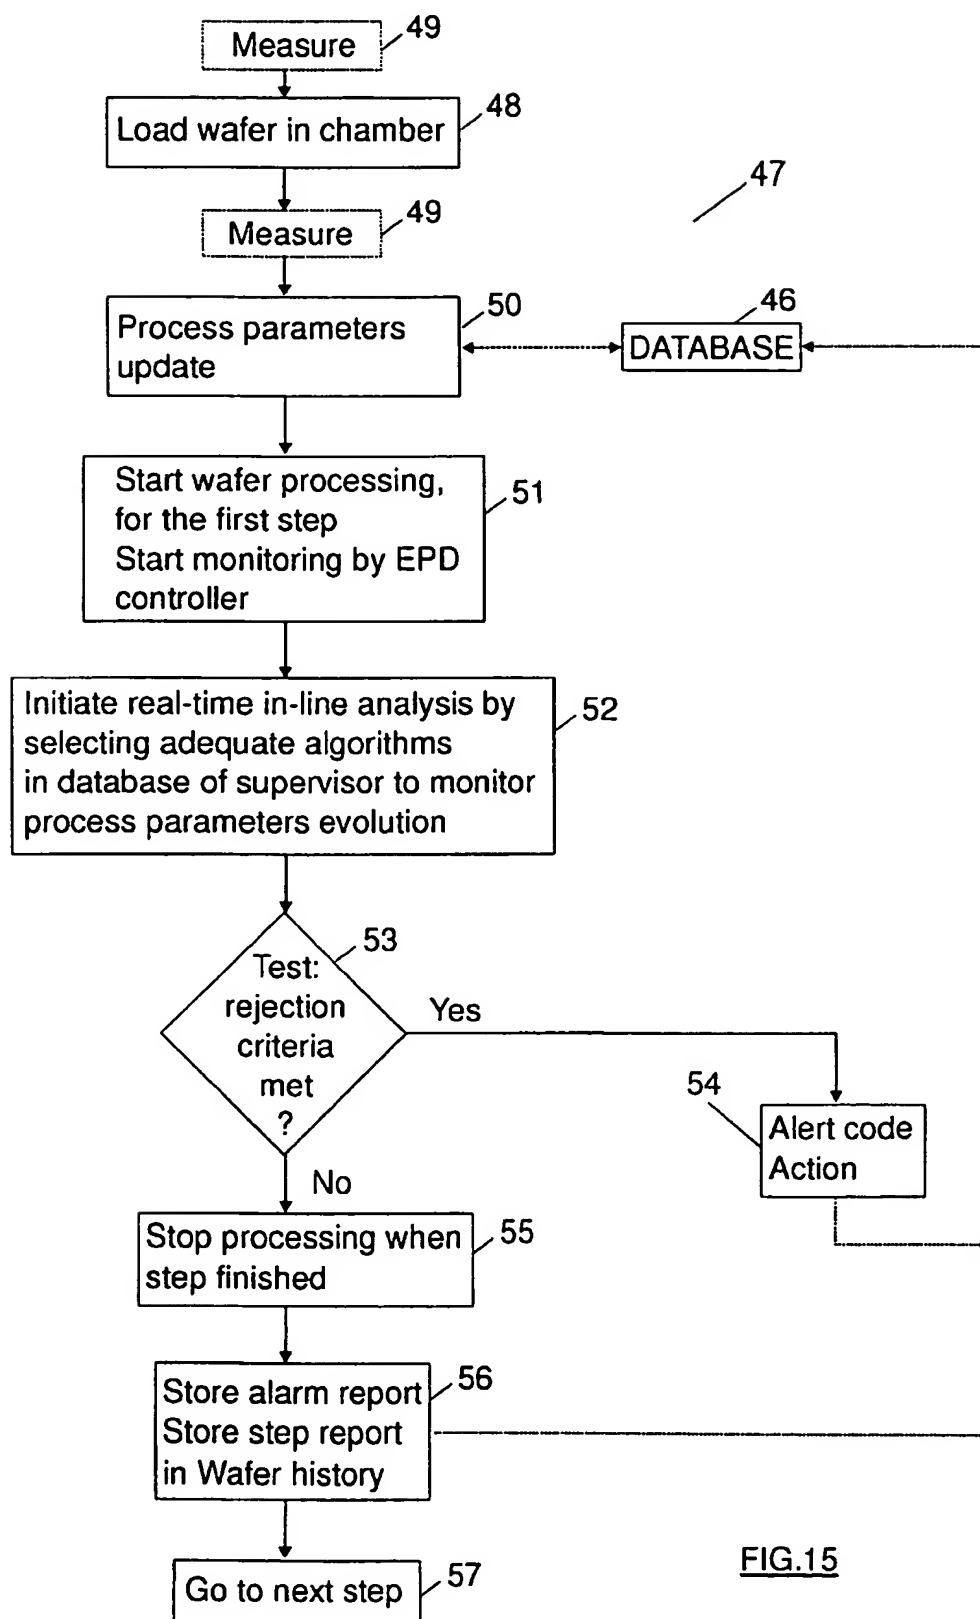 Measure
49
Load wafer in chamber
48
47
Measure
49
Process parameters
update
50
46
DATABASE
Start wafer processing,
for the first step
Start monitoring by EPD
controller
51
Initiate real-time in-line analysis by
selecting adequate algorithms
in database of supervisor to monitor
process parameters evolution
52
53
Test:
rejection
criteria
met
?
Yes
54
Alert code
Action
No
Stop processing when
step finished
55
Store alarm report
Store step report
in Wafer history
56
Go to next step
57
FIG.15